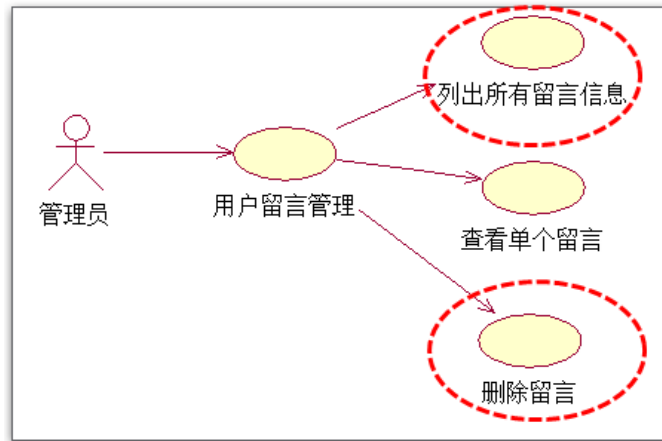 列出所有留言信息
管理员
用户留言管理
查看单个留言
删除留言